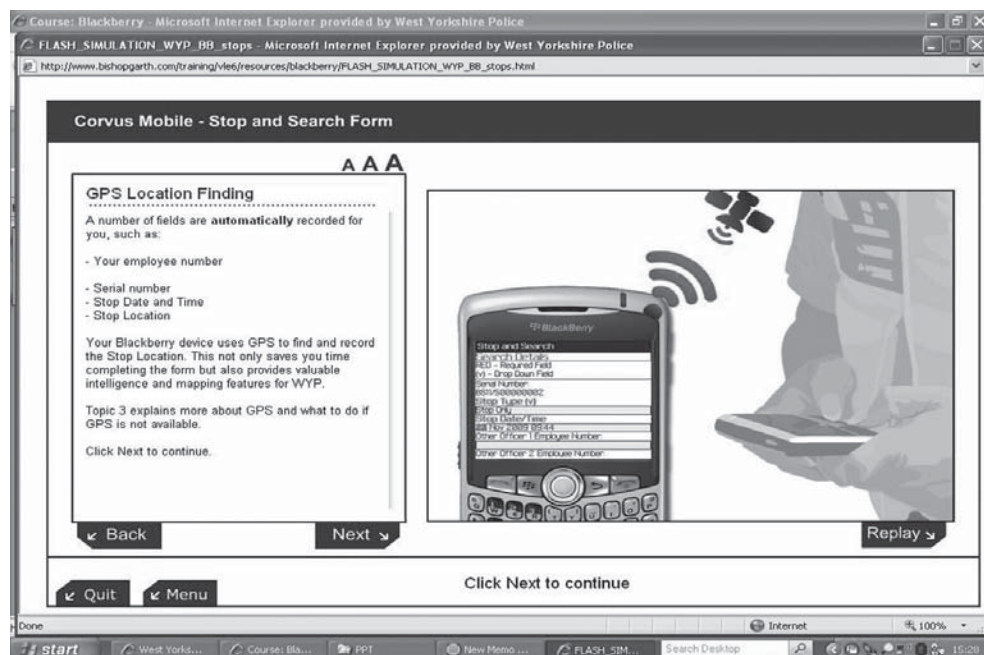 Course: Blackberry - Microsoft Internet Explorer provided by West Yorkshire Police
FLASH_SIMULATION_WYP_BB_stops - Microsoft Internet Explorer provided by West Yorkshire Police
http://www.bishopgarth.com/training/vle6/resources/blackberry/FLASH_SIMULATION_WYP_BB_stops.html
Corvus Mobile - Stop and Search Form
A A A
GPS Location Finding
A number of fields are automatically recorded for
you, such as:
- Your employee number
- Serial number
- Stop Date and Time
- Stop Location
Your Blackberry device uses GPS to find and record
the Stop Location. This not only saves you time
completing the form but also provides valuable
intelligence and mapping features for WYP.
Topic 3 explains more about GPS and what to do if
GPS is not available.
Click Next to continue.
Back
Next
BlackBerry
Stop and Search
Search Details
RED - Required Field
(v) - Drop Down Field
Serial Number:
Stop Type (v)
Stop Only
Stop Date/Time
Nov 2009 09:44
Other Officer 1 Employee Number:
Other Officer 2 Employee Number:
Replay
Quit
Menu
Click Next to continue
Done
Internet
100%
start
West Yorks...
Course: Bla...
PPT
New Memo ...
FLASH_SIM...
Search Desktop
15:28